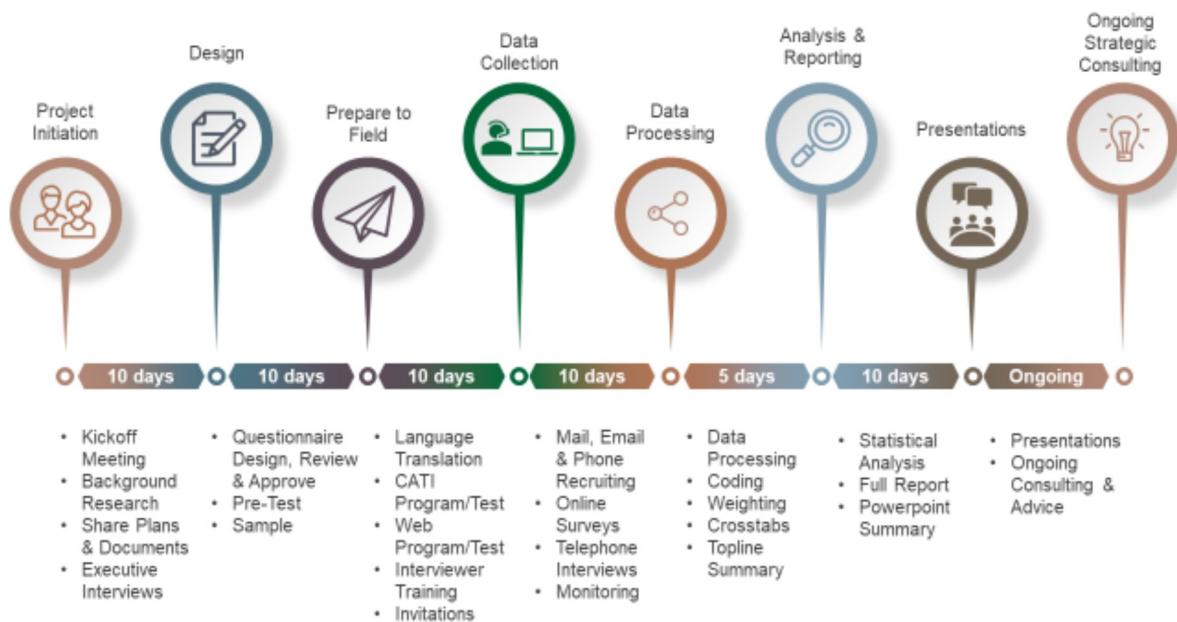 Project
Initiation
Design
Prepare to
Field
Data
Collection
Data
Processing
Analysis &
Reporting
Presentations
Ongoing
Strategic
Consulting
10 days
10 days
10 days
10 days
5 days
10 days
Ongoing
• Kickoff
Meeting
• Background
Research
• Share Plans
& Documents
• Executive
Interviews
• Questionnaire
Design, Review
& Approve
• Pre-Test
• Sample
• Language
Translation
• CATI
Program/Test
• Web
Program/Test
• Interviewer
Training
• Invitations
• Mail, Email
& Phone
Recruiting
• Online
Surveys
• Telephone
Interviews
• Monitoring
• Data
Processing
• Coding
• Weighting
• Crosstabs
• Topline
Summary
• Statistical
Analysis
• Full Report
• Powerpoint
Summary
• Presentations
• Ongoing
Consulting &
Advice